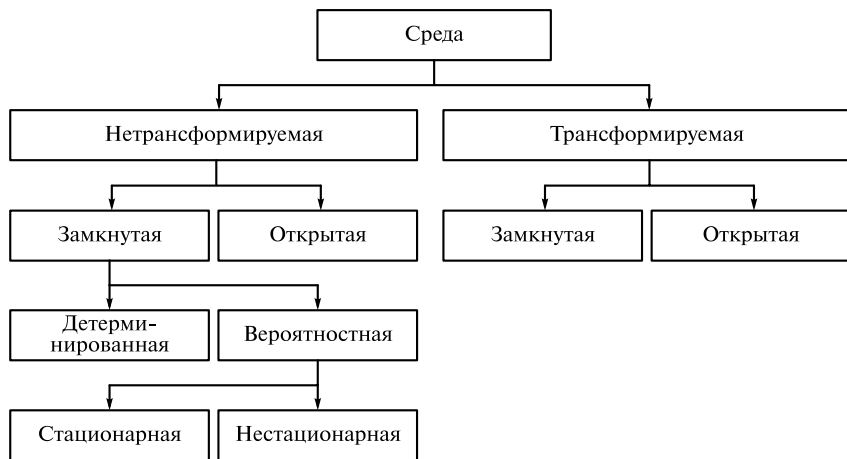 Среда
Нетрансформируемая
Трансформируемая
Замкнутая
Открытая
Замкнутая
Открытая
Детерми-
нированная
Вероятностная
Стационарная
Нестационарная